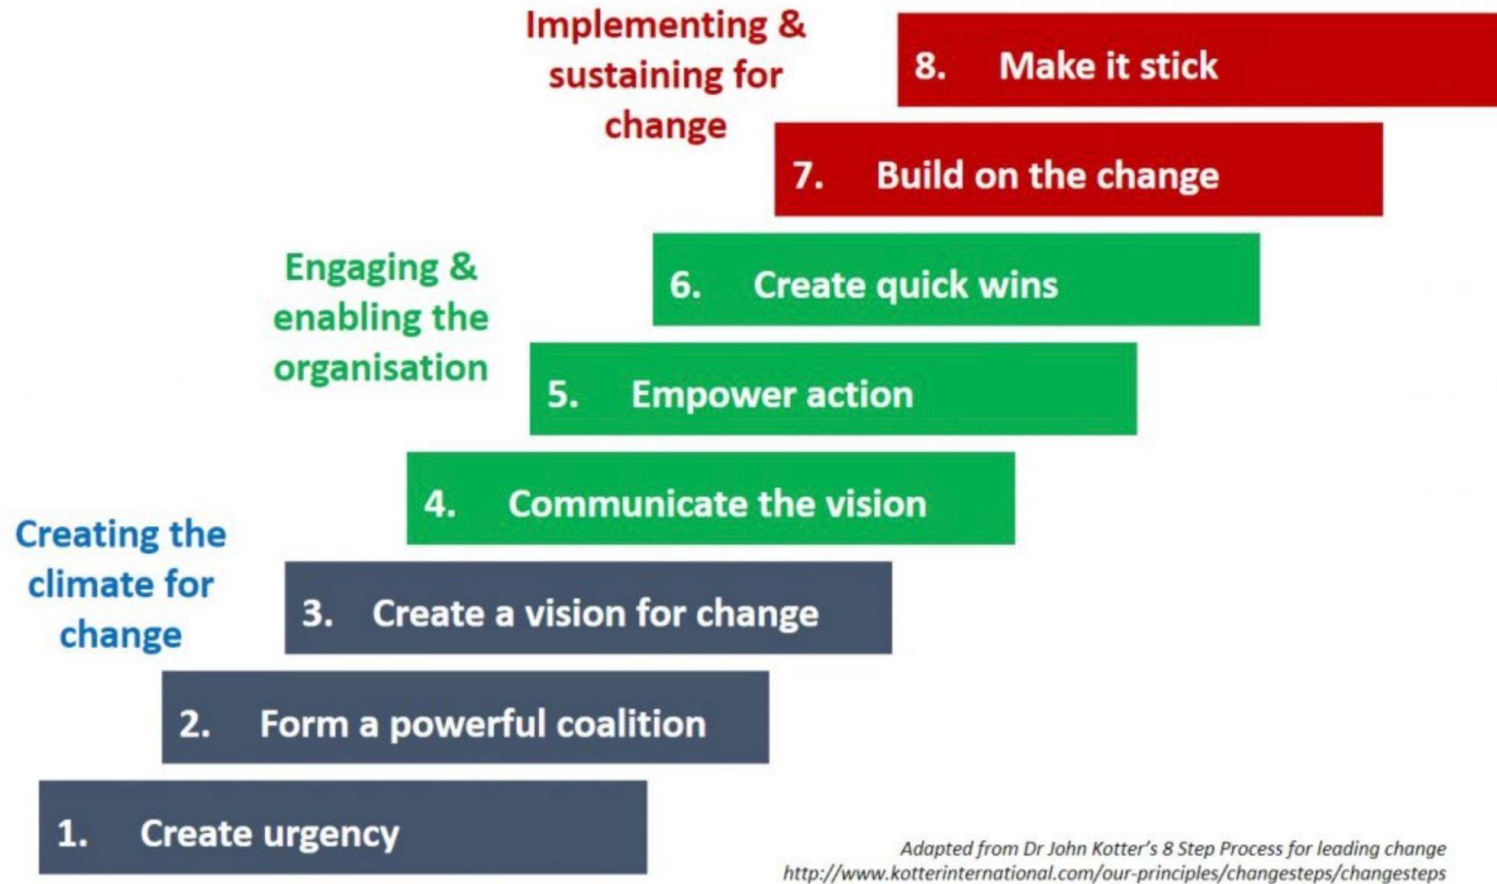 Implementing &
sustaining for
change
8. Make it stick
7. Build on the change
Engaging &
enabling the
organisation
6. Create quick wins
5. Empower action
4. Communicate the vision
Creating the
climate for
change
3. Create a vision for change
2. Form a powerful coalition
1. Create urgency
Adapted from Dr John Kotter's 8 Step Process for leading change
http://www.kotterinternational.com/our-principles/changesteps/changesteps